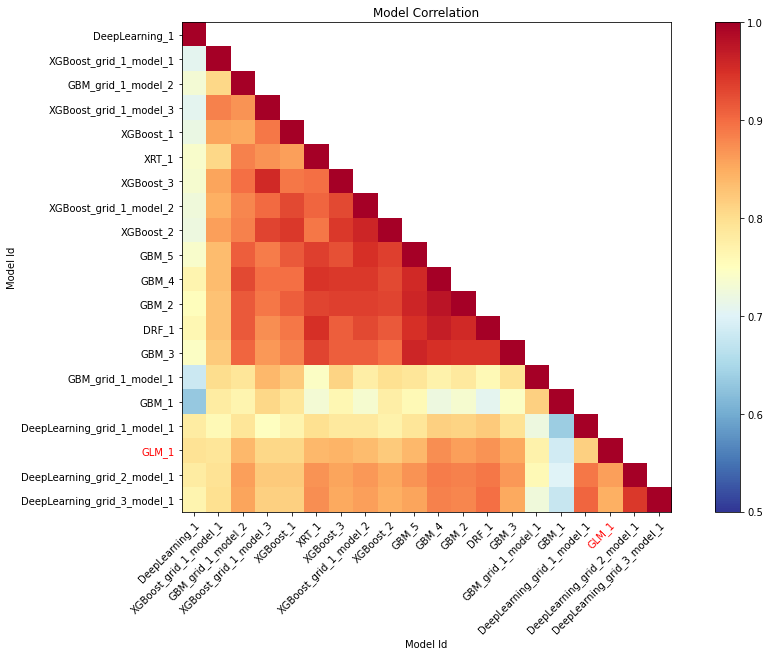 Model Correlation
DeepLearning_1
XGBoost_grid_1_model_1
GBM_grid_1_model_2
XGBoost_grid_1_model_3
XGBoost_1
XRT_1
XGBoost_3
XGBoost_grid_1_model_2
XGBoost_2
GBM_5
GBM_4
GBM_2
DRF_1
GBM_3
GBM_grid_1_model_1
GBM_1
DeepLearning_grid_1_model_1
GLM_1
DeepLearning_grid_2_model_1
DeepLearning_grid_3_model_1
Model Id
DeepLearning_1
XGBoost_grid_1_model_1
GBM_grid_1_model_2
XGBoost_grid_1_model_3
XGBoost_1
XRT_1
XGBoost_3
XGBoost_grid_1_model_2
XGBoost_2
GBM_5
GBM_4
GBM_2
DRF_1
GBM_3
GBM_grid_1_model_1
GBM_1
DeepLearning_grid_1_model_1
GLM_1
DeepLearning_grid_2_model_1
DeepLearning_grid_3_model_1
Model Id
1.0
0.9
0.8
0.7
0.6
0.5